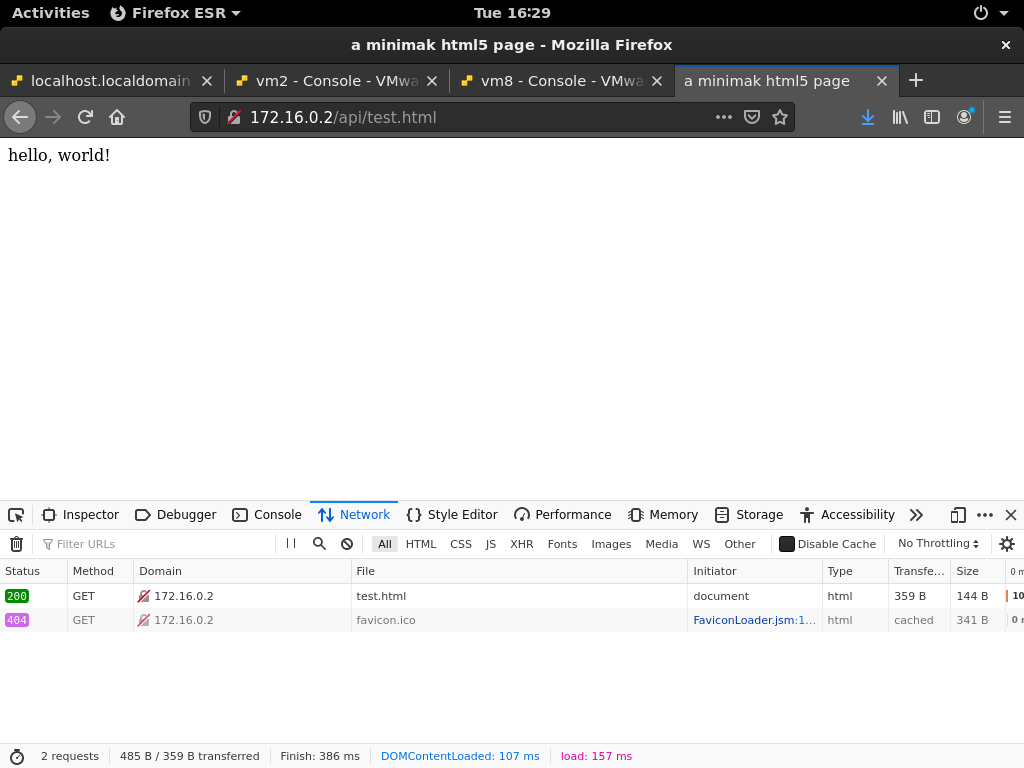 Activities Firefox ESR Tue 16:29
a minimak html5 page - Mozilla Firefox
localhost.localdomain vm2 - Console - VMwa vm8 - Console - VMwa a minimak html5 page
172.16.0.2/api/test.html
hello, world!
Inspector Debugger Console Network Style Editor Performance Memory Storage Accessibility
Filter URLs All HTML CSS JS XHR Fonts Images Media WS Other Disable Cache No Throttling
Status Method Domain File Initiator Type Transfe... Size 0 m
200 GET 172.16.0.2 test.html document html 359 B 144 B 10
404 GET 172.16.0.2 favicon.ico FaviconLoader.jsm:1... html cached 341 B 0 r
2 requests 485 B / 359 B transferred Finish: 386 ms DOMContentLoaded: 107 ms load: 157 ms